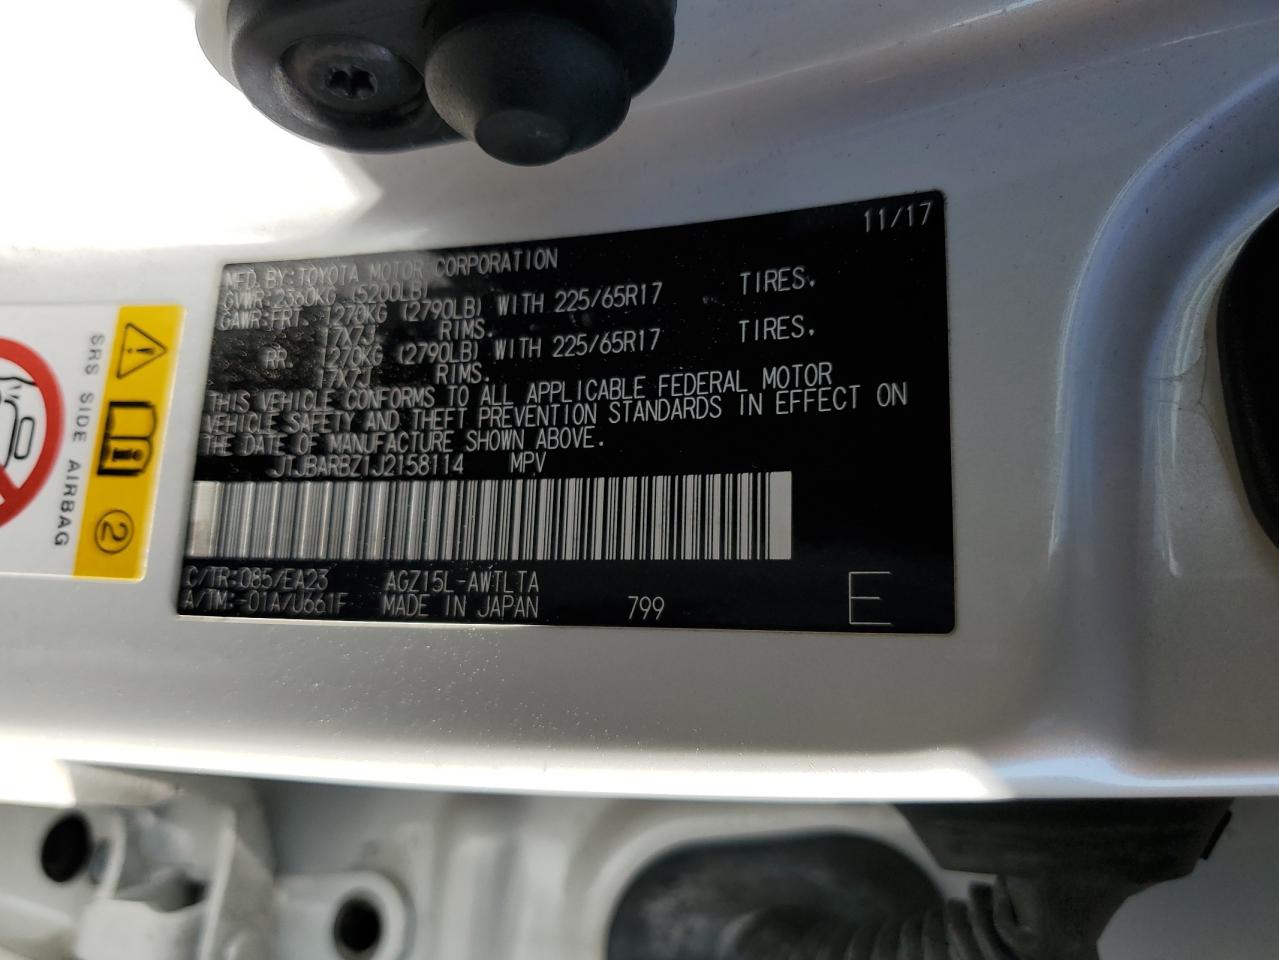 11/17
MFD.BY:TOYOTA MOTOR CORPORATION
GVWR:2360KG (5200LB)
GAWR:FRT. 1270KG (2790LB) WITH 225/65R17 TIRES.
17X7J RIMS.
RR. 1270KG (2790LB) WITH 225/65R17 TIRES.
17X7J RIMS.
THIS VEHICLE CONFORMS TO ALL APPLICABLE FEDERAL MOTOR
VEHICLE SAFETY AND THEFT PREVENTION STANDARDS IN EFFECT ON
THE DATE OF MANUFACTURE SHOWN ABOVE.
JTJBARBZ1J2158114 MPV
C/TR:085/EA23 AGZ15L-AWTLTA
A/TM:-01A/U661F MADE IN JAPAN 799 E
SRS SIDE AIRBAG
2